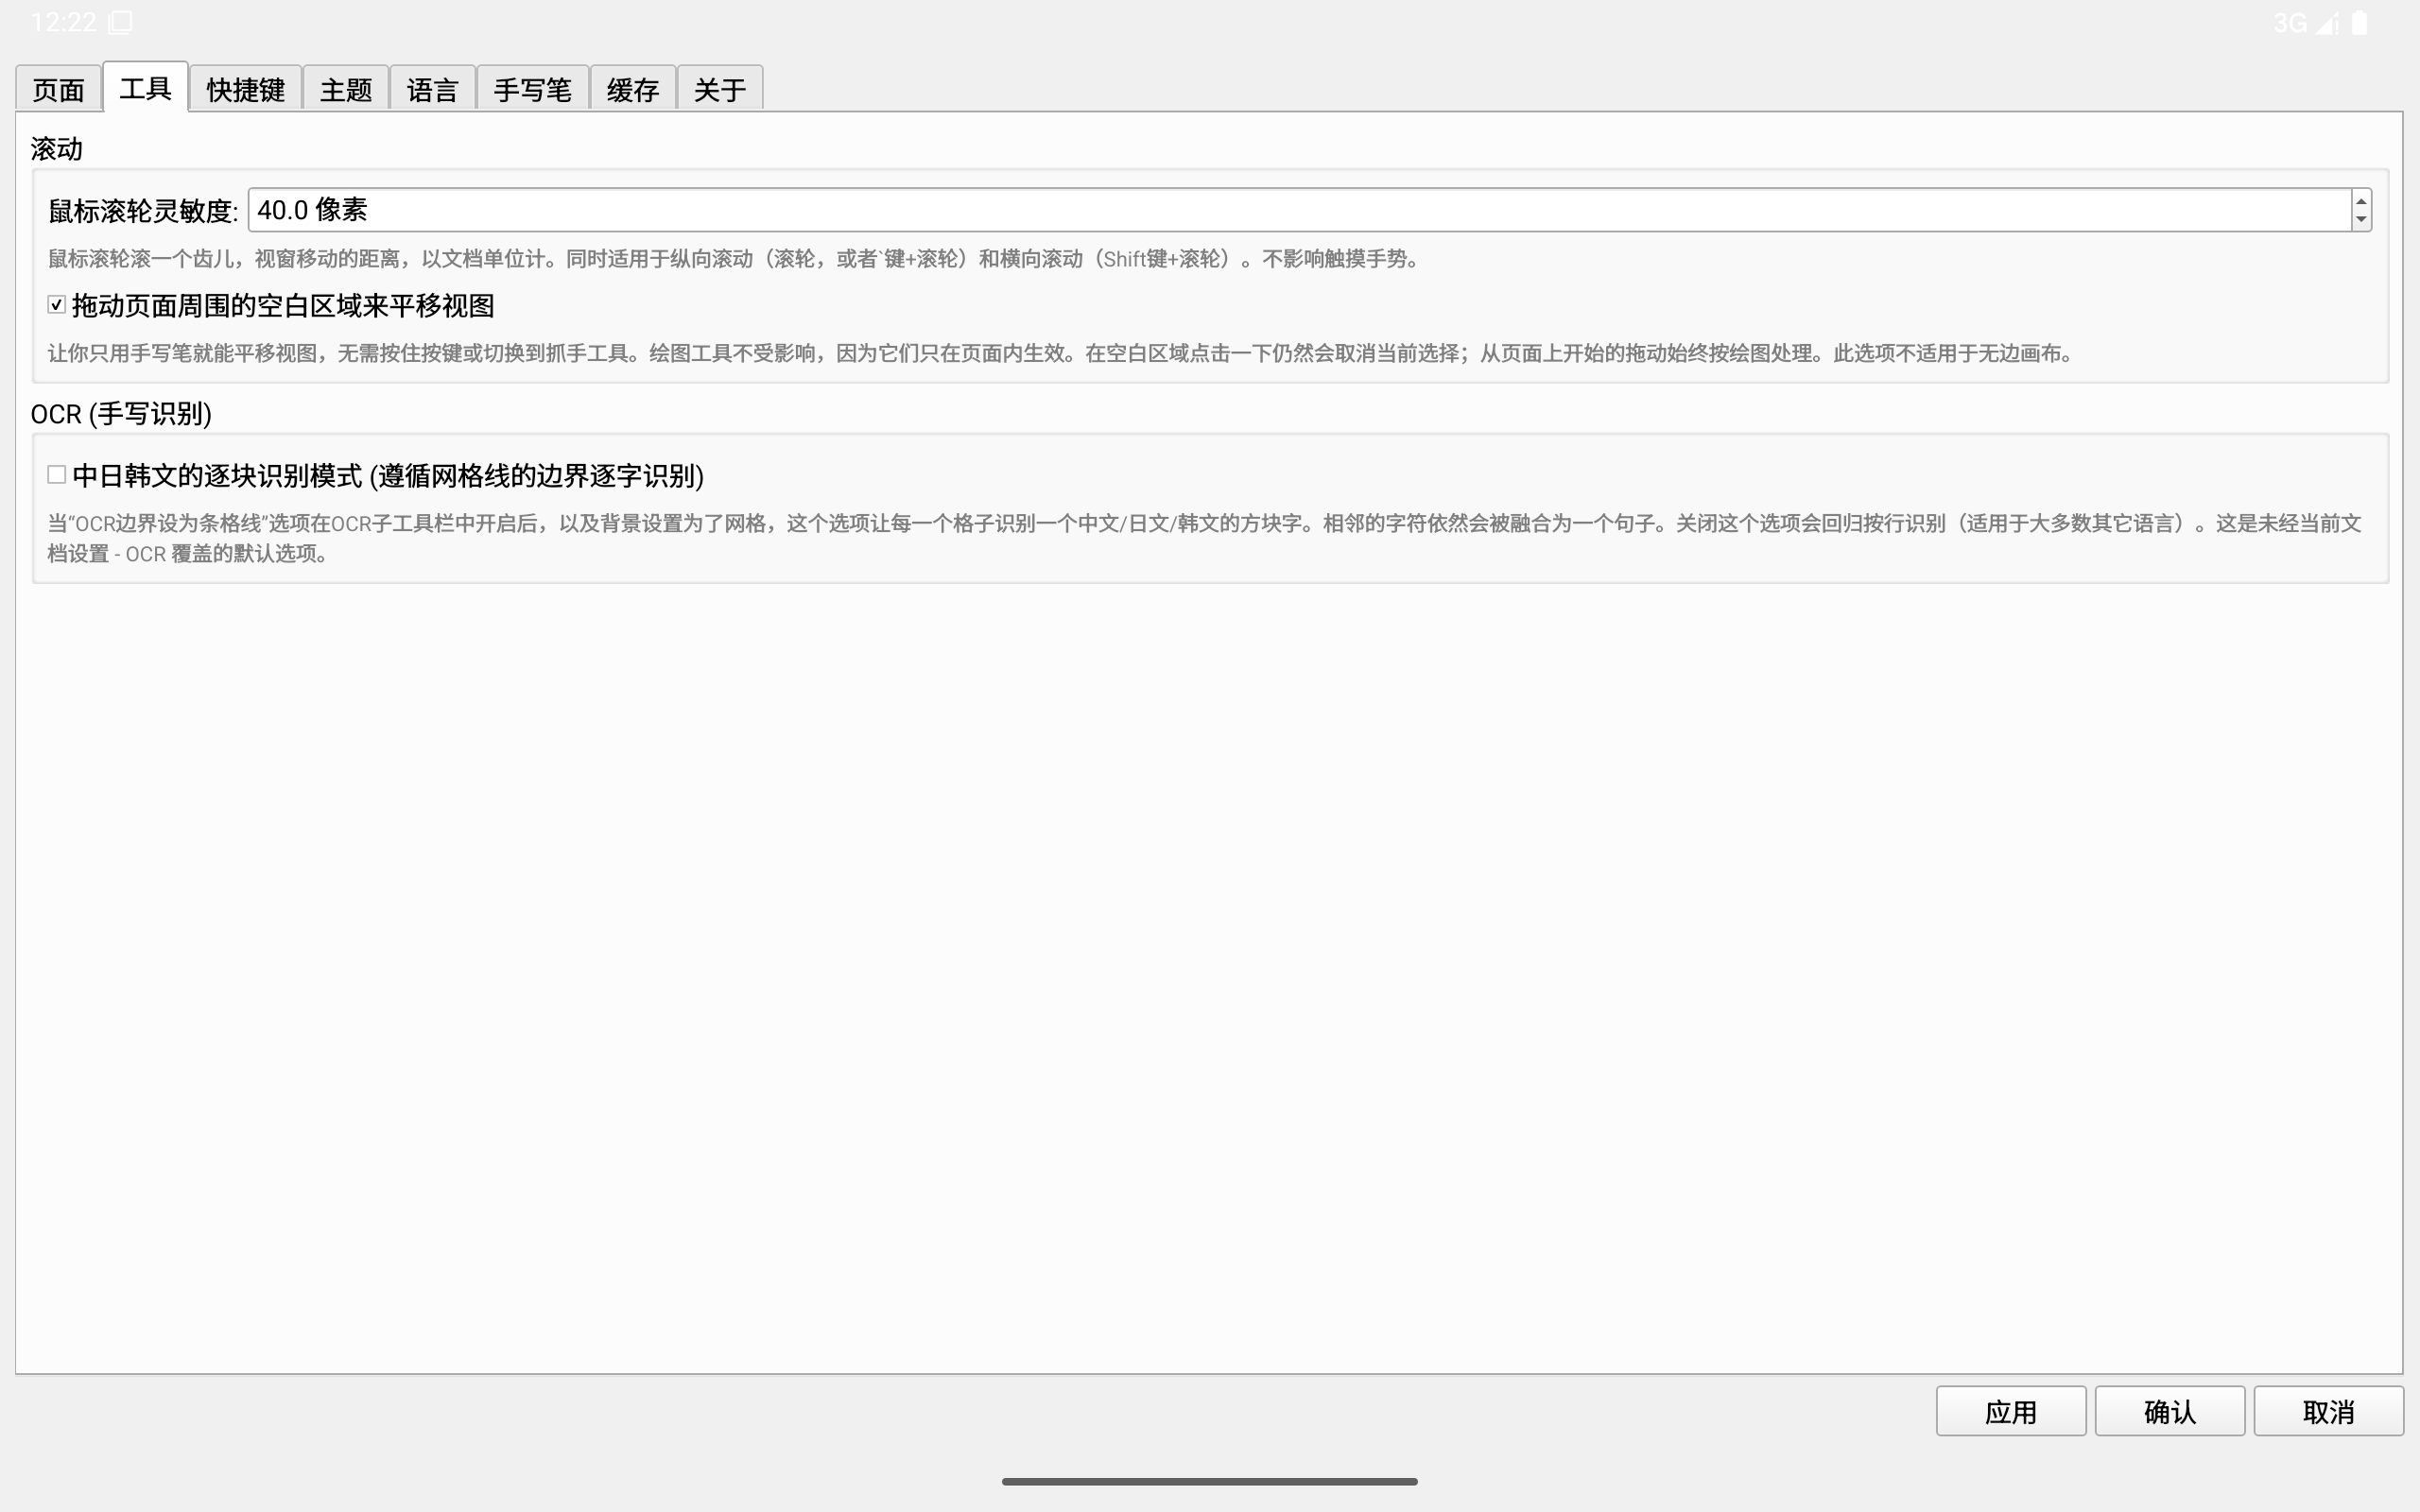 12:22
3G
页面 工具 快捷键 主题 语言 手写笔 缓存 关于
滚动
鼠标滚轮灵敏度: 40.0 像素
鼠标滚轮滚一个齿儿，视窗移动的距离，以文档单位计。同时适用于纵向滚动（滚轮，或者`键+滚轮）和横向滚动（Shift键+滚轮）。不影响触摸手势。
拖动页面周围的空白区域来平移视图
让你只用手写笔就能平移视图，无需按住按键或切换到抓手工具。绘图工具不受影响，因为它们只在页面内生效。在空白区域点击一下仍然会取消当前选择；从页面上开始的拖动始终按绘图处理。此选项不适用于无边画布。
OCR (手写识别)
中日韩文的逐块识别模式 (遵循网格线的边界逐字识别)
当“OCR边界设为条格线”选项在OCR子工具栏中开启后，以及背景设置为了网格，这个选项让每一个格子识别一个中文/日文/韩文的方块字。相邻的字符依然会被融合为一个句子。关闭这个选项会回归按行识别（适用于大多数其它语言）。这是未经当前文
档设置 - OCR 覆盖的默认选项。
应用 确认 取消